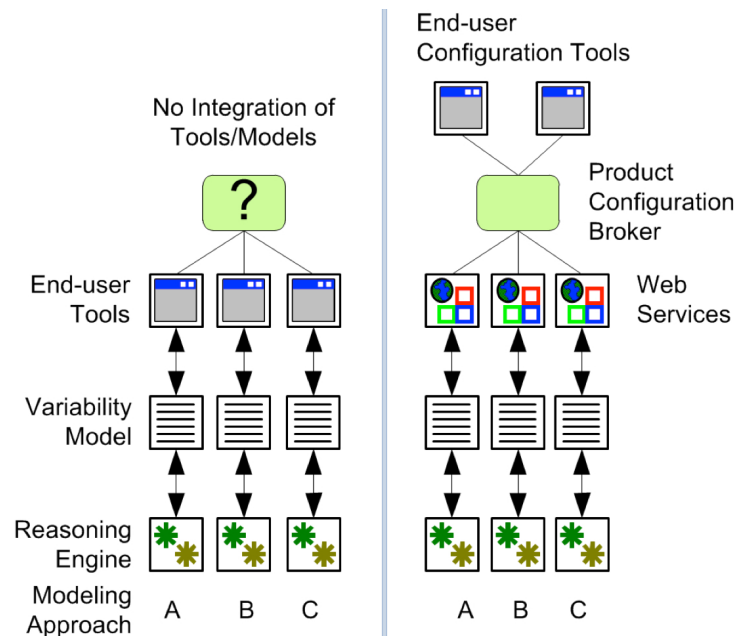 No Integration of
Tools/Models
?
End-user
Tools
Variability
Model
Reasoning
Engine
Modeling
Approach
A B C
End-user
Configuration Tools
Product
Configuration
Broker
Web
Services
A B C